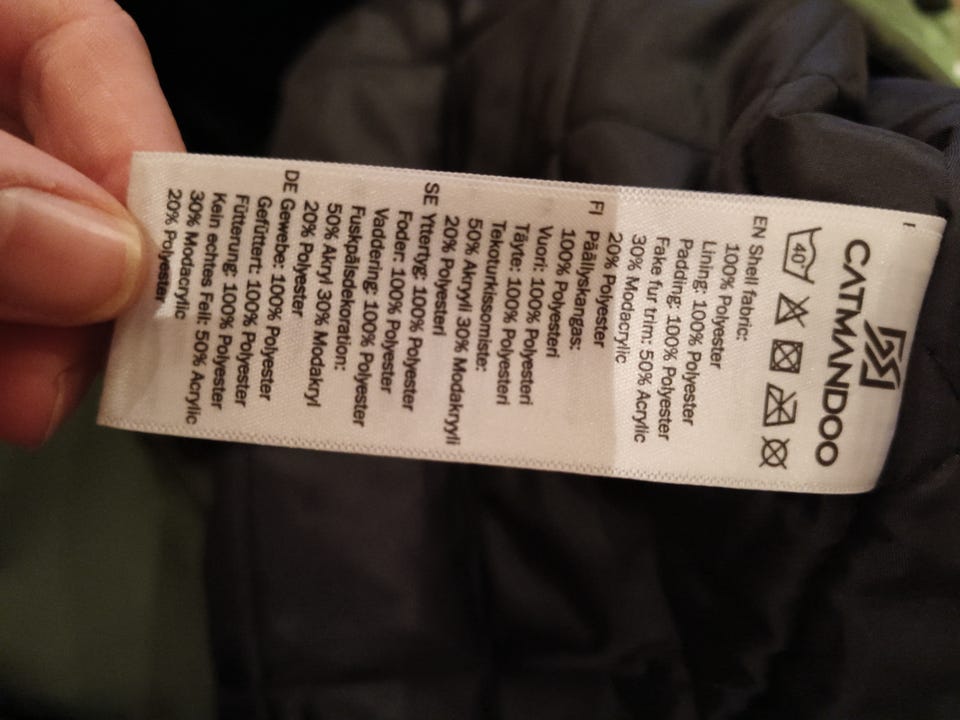 CATMANDOO
40°
EN Shell fabric:
100% Polyester
Lining: 100% Polyester
Padding: 100% Polyester
Fake fur trim: 50% Acrylic
30% Modacrylic
20% Polyester
FI Päällyskangas:
100% Polyesteri
Vuori: 100% Polyesteri
Täyte: 100% Polyesteri
Tekoturkissomiste:
50% Akryyli 30% Modakryyli
20% Polyesteri
SE Yttertyg: 100% Polyester
Foder: 100% Polyester
Vaddering: 100% Polyester
Fuskpälsdekoration:
50% Akryl 30% Modakryl
20% Polyester
DE Gewebe: 100% Polyester
Gefüttert: 100% Polyester
Fütterung: 100% Polyester
Kein echtes Fell: 50% Acrylic
30% Modacrylic
20% Polyester